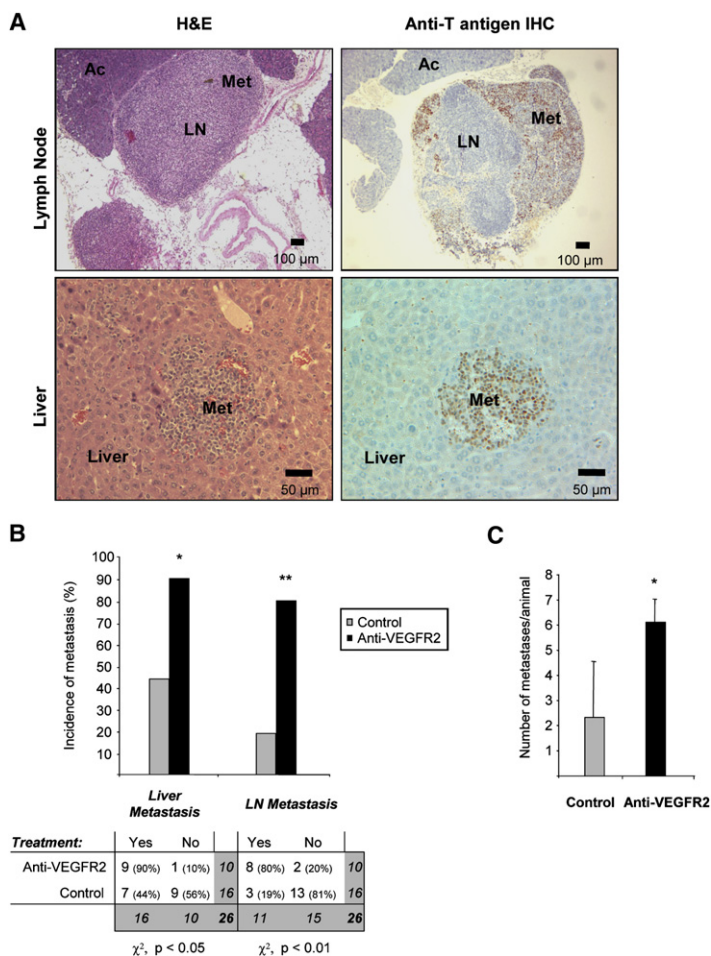 A
H&E
Anti-T antigen IHC
Lymph Node
Ac
Met
LN
100 µm
Ac
LN
Met
100 µm
Liver
Met
Liver
50 µm
Met
Liver
50 µm
B
Incidence of metastasis (%)
100
90
80
70
60
50
40
30
20
10
*
**
Control
Anti-VEGFR2
Liver Metastasis
LN Metastasis
Treatment: Yes No Yes No
Anti-VEGFR2 9 (90%) 1 (10%) 10 8 (80%) 2 (20%) 10
Control 7 (44%) 9 (56%) 16 3 (19%) 13 (81%) 16
16 10 26 11 15 26
χ², p < 0.05 χ², p < 0.01
C
Number of metastases/animal
8
7
6
5
4
3
2
1
*
Control Anti-VEGFR2